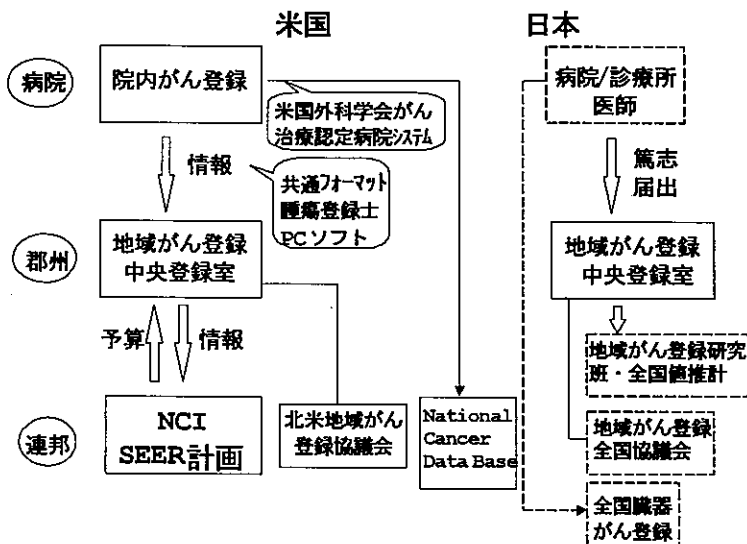 米国
日本
病院
院内がん登録
米国外科学会がん
治療認定病院システム
病院/診療所
医師
情報
共通フォーマット
腫瘍登録士
PCソフト
篤志
届出
郡州
地域がん登録
中央登録室
地域がん登録
中央登録室
予算
情報
地域がん登録研究
班・全国値推計
連邦
NCI
SEER計画
北米地域がん
登録協議会
National
Cancer
Data Base
地域がん登録
全国協議会
全国臓器
がん登録